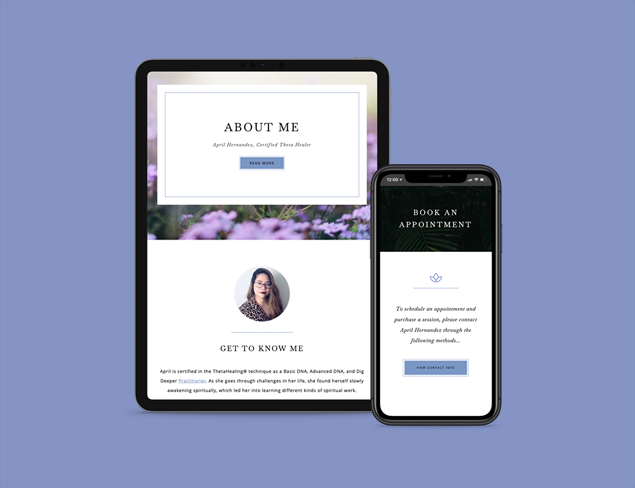 ABOUT ME
April Hernandez, Certified Theta Healer
READ MORE
GET TO KNOW ME
April is certified in the ThetaHealing® technique as a Basic DNA, Advanced DNA, and Dig
Deeper Practitioner. As she goes through challenges in her life, she found herself slowly
awakening spiritually, which led her into learning different kinds of spiritual work.
12:00
BOOK AN
APPOINTMENT
To schedule an appointment and
purchase a session, please contact
April Hernandez through the
following methods...
VIEW CONTACT INFO